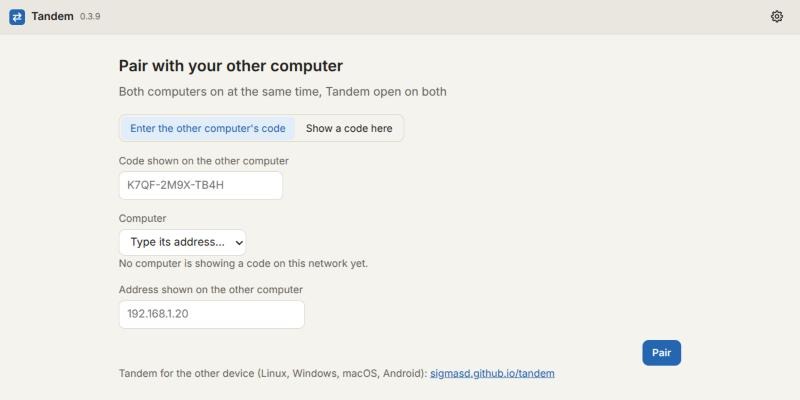 Tandem 0.3.9
Pair with your other computer
Both computers on at the same time, Tandem open on both
Enter the other computer's code Show a code here
Code shown on the other computer
K7QF-2M9X-TB4H
Computer
Type its address...
No computer is showing a code on this network yet.
Address shown on the other computer
192.168.1.20
Pair
Tandem for the other device (Linux, Windows, macOS, Android): sigmasd.github.io/tandem